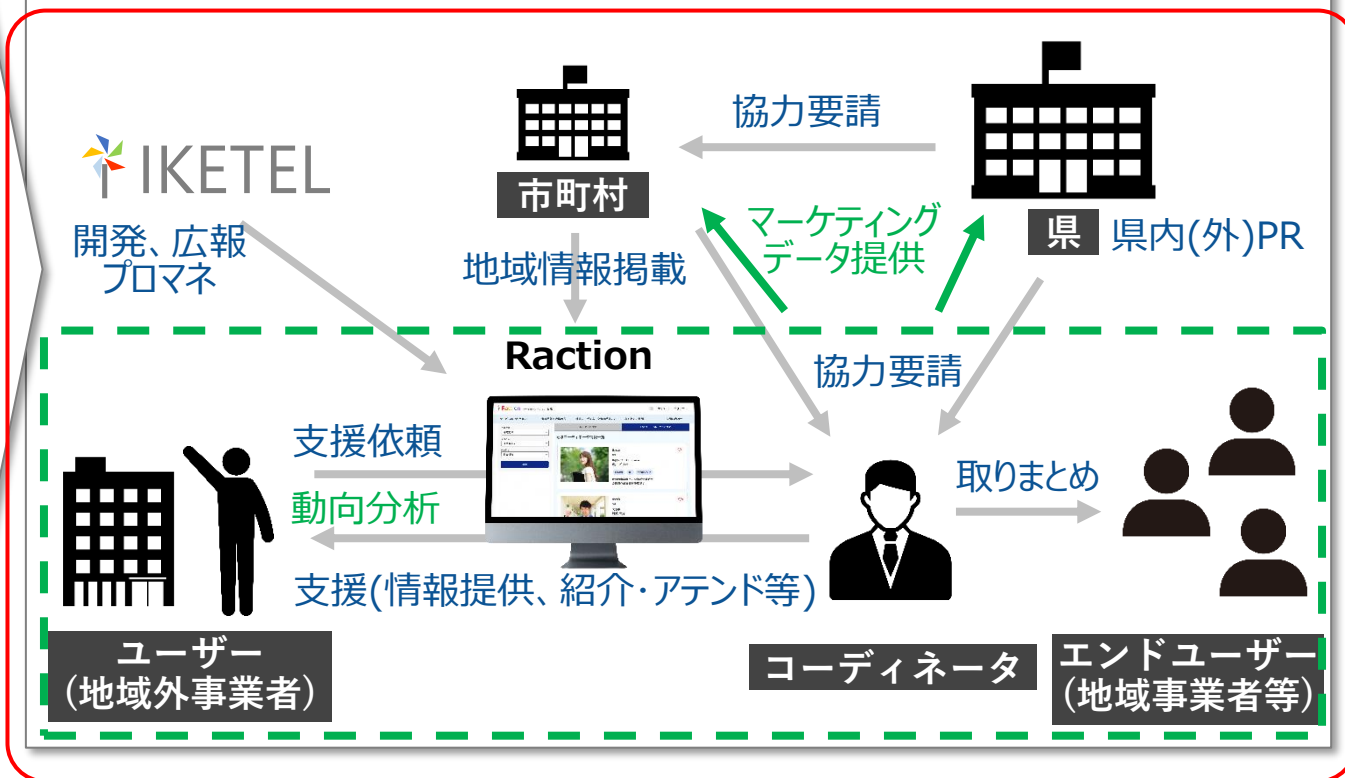 協力要請
IKETEL
市町村
県
県内(外)PR
マーケティング
データ提供
開発、広報
プロマネ
地域情報掲載
Raction
協力要請
支援依頼
動向分析
取りまとめ
支援(情報提供、紹介・アテンド等)
ユーザー
(地域外事業者)
コーディネータ
エンドユーザー
(地域事業者等)